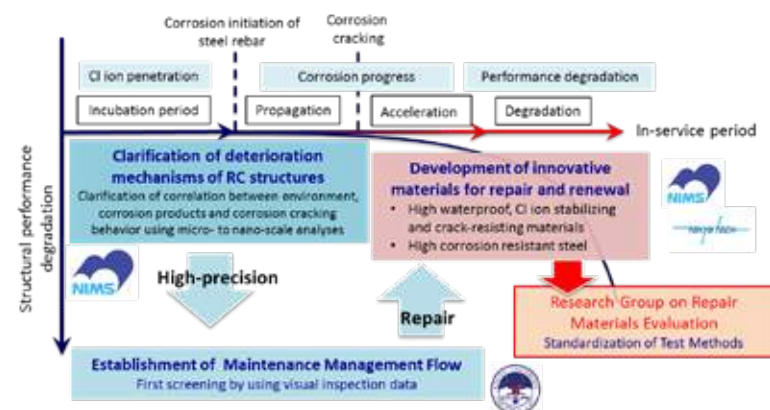 Corrosion initiation of
steel rebar
Corrosion
cracking
Cl ion penetration
Corrosion progress
Performance degradation
Incubation period
Propagation
Acceleration
Degradation
In-service period
Structural performance
degradation
Clarification of deterioration
mechanisms of RC structures
Clarification of correlation between environment,
corrosion products and corrosion cracking
behavior using micro- to nano-scale analyses
Development of innovative
materials for repair and renewal
• High waterproof, Cl ion stabilizing
and crack-resisting materials
• High corrosion resistant steel
NIMS
NIMS
High-precision
Repair
Research Group on Repair
Materials Evaluation
Standardization of Test Methods
Establishment of Maintenance Management Flow
First screening by using visual inspection data